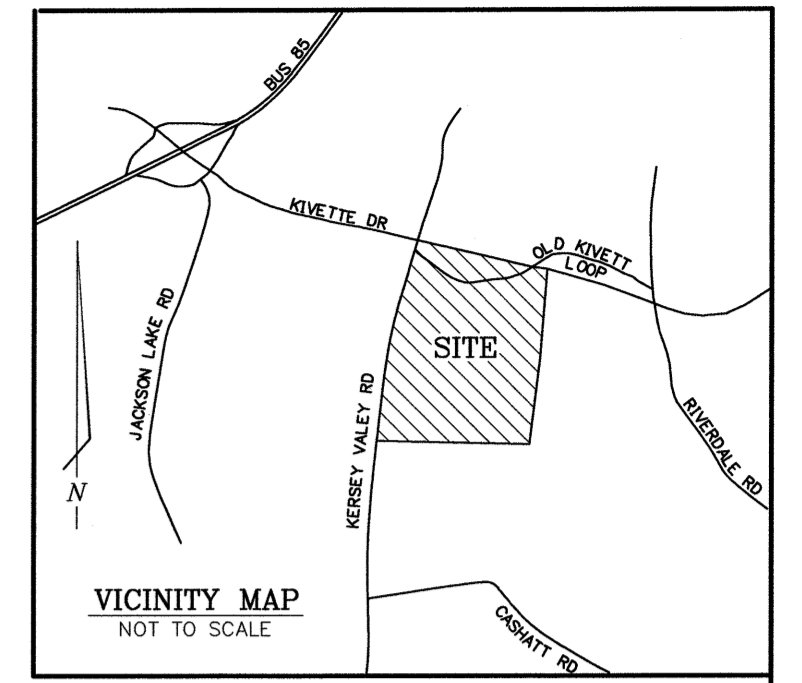 BUS 85
KIVETTE DR
OLD KIVETT
LOOP
SITE
JACKSON LAKE RD
KERSEY VALEY RD
RIVERDALE RD
N
VICINITY MAP
NOT TO SCALE
CASHATT RD